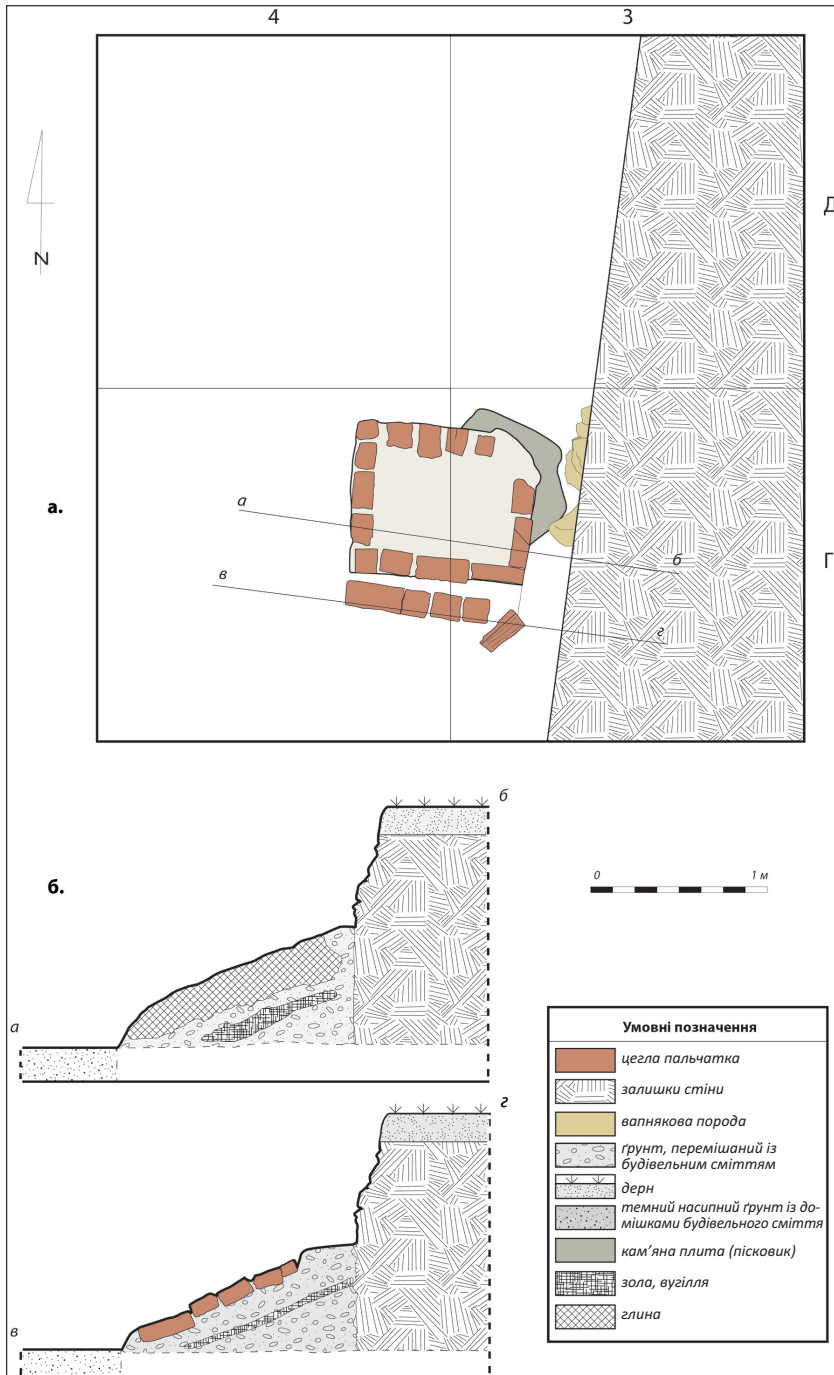 4 3
Д
N
а.
а
б
Г
в
г
б
б.
0 1 м
а
г
в
Умовні позначення
цегла пальчатка
залишки стіни
вапнякова порода
ґрунт, перемішаний із
будівельним сміттям
дерн
темний насипний ґрунт із до-
мішками будівельного сміття
кам’яна плита (пісковик)
зола, вугілля
глина